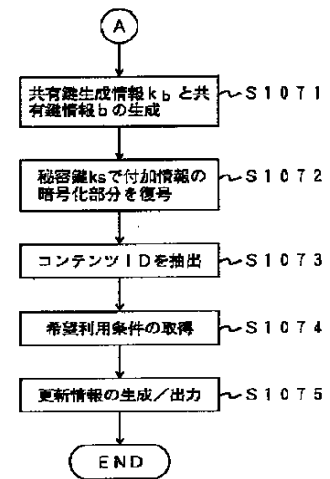 A
共有鍵生成情報kbと共
有鍵情報bの生成
S1071
秘密鍵ksで付加情報の
暗号化部分を復号
S1072
コンテンツIDを抽出
S1073
希望利用条件の取得
S1074
更新情報の生成/出力
S1075
END